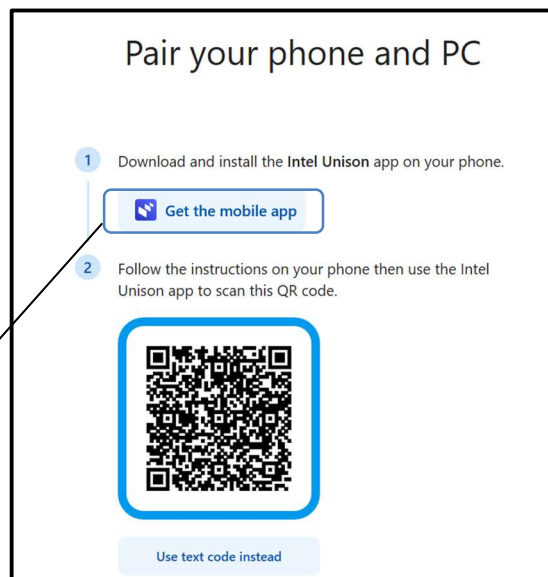 Pair your phone and PC
1 Download and install the Intel Unison app on your phone.
Get the mobile app
2 Follow the instructions on your phone then use the Intel
Unison app to scan this QR code.
Use text code instead